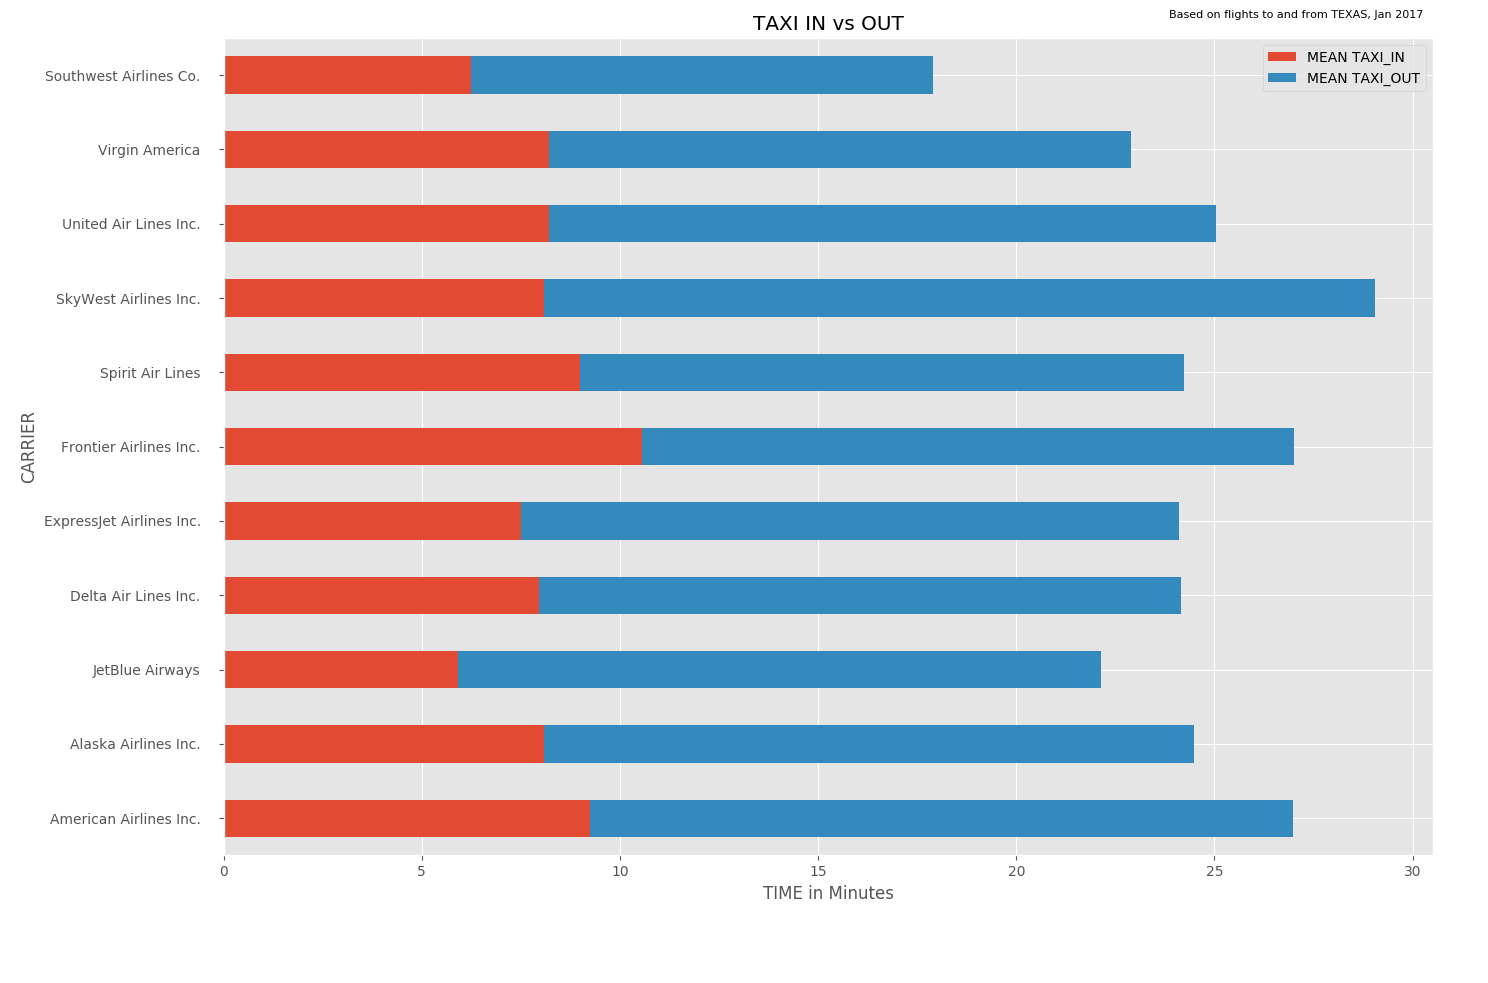 TAXI IN vs OUT
Based on flights to and from TEXAS, Jan 2017
MEAN TAXI_IN
MEAN TAXI_OUT
CARRIER
Southwest Airlines Co.
Virgin America
United Air Lines Inc.
SkyWest Airlines Inc.
Spirit Air Lines
Frontier Airlines Inc.
ExpressJet Airlines Inc.
Delta Air Lines Inc.
JetBlue Airways
Alaska Airlines Inc.
American Airlines Inc.
0 5 10 15 20 25 30
TIME in Minutes